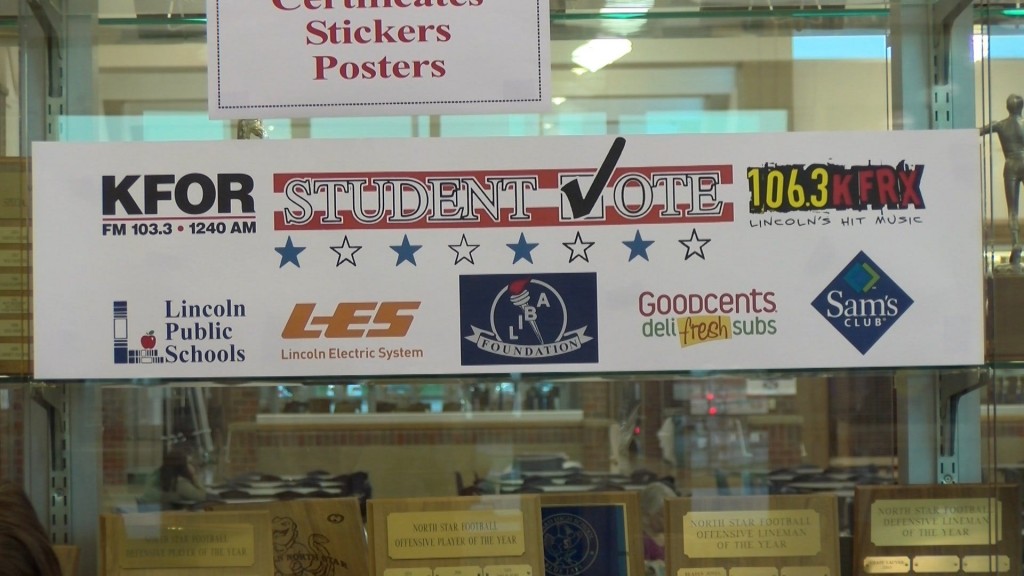 Certificates
Stickers
Posters
KFOR
FM 103.3 • 1240 AM
STUDENT VOTE
106.3 KFRX
LINCOLN'S HIT MUSIC
Lincoln
Public
Schools
LES
Lincoln Electric System
LIBA
FOUNDATION
GOODCENTS
deli fresh subs
Sam's
CLUB
NORTH STAR FOOTBALL
OFFENSIVE PLAYER OF THE YEAR
NORTH STAR FOOTBALL
OFFENSIVE LINEMAN
OF THE YEAR
NORTH STAR FOOTBALL
DEFENSIVE LINEMAN
OF THE YEAR